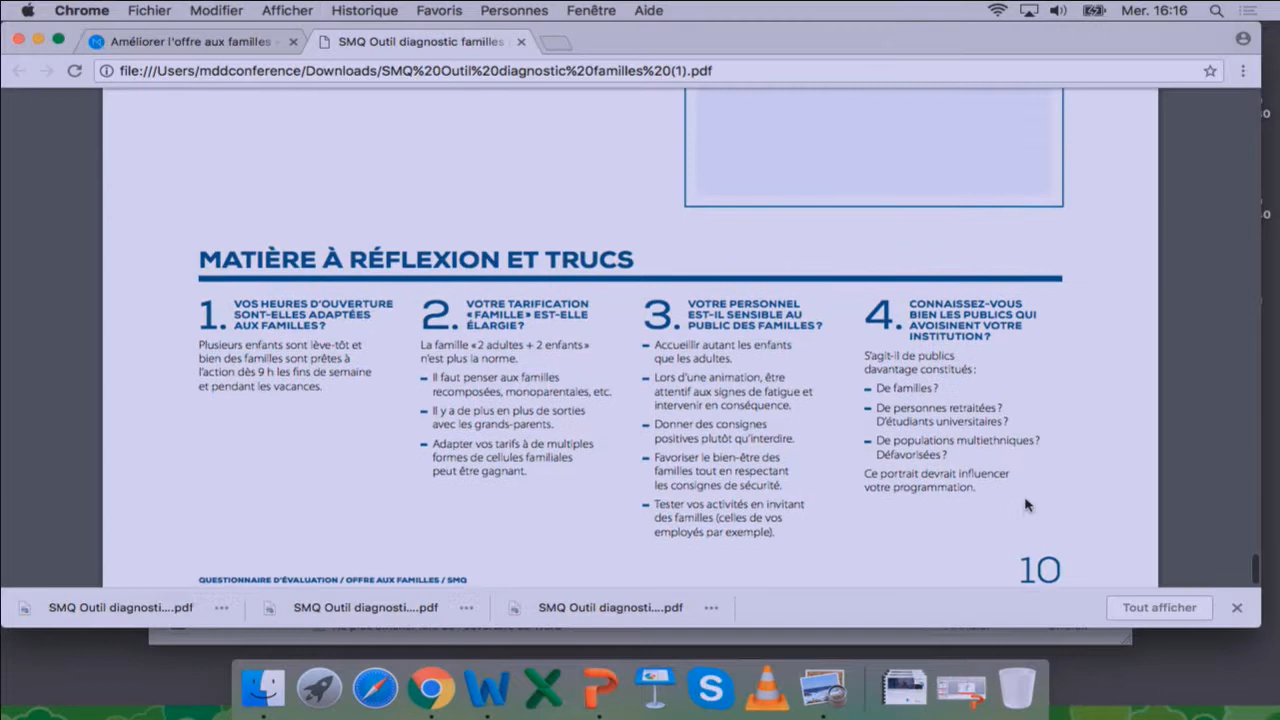 Chrome Fichier Modifier Afficher Historique Favoris Personnes Fenêtre Aide Mer. 16:16
Améliorer l'offre aux familles
SMQ Outil diagnostic familles
file:///Users/mddconference/Downloads/SMQ%20Outil%20diagnostic%20familles%20(1).pdf
MATIÈRE À RÉFLEXION ET TRUCS
1. VOS HEURES D'OUVERTURE
SONT-ELLES ADAPTÉES
AUX FAMILLES?
Plusieurs enfants sont lève-tôt et
bien des familles sont prêtes à
l'action dès 9 h les fins de semaine
et pendant les vacances.
2. VOTRE TARIFICATION
«FAMILLE» EST-ELLE
ÉLARGIE?
La famille «2 adultes + 2 enfants»
n'est plus la norme.
– Il faut penser aux familles
recomposées, monoparentales, etc.
– Il y a de plus en plus de sorties
avec les grands-parents.
– Adapter vos tarifs à de multiples
formes de cellules familiales
peut être gagnant.
3. VOTRE PERSONNEL
EST-IL SENSIBLE AU
PUBLIC DES FAMILLES?
– Accueillir autant les enfants
que les adultes.
– Lors d'une animation, être
attentif aux signes de fatigue et
intervenir en conséquence.
– Donner des consignes
positives plutôt qu'interdire.
– Favoriser le bien-être des
familles tout en respectant
les consignes de sécurité.
– Tester vos activités en invitant
des familles (celles de vos
employés par exemple).
4. CONNAISSEZ-VOUS
BIEN LES PUBLICS QUI
AVOISINENT VOTRE
INSTITUTION?
S'agit-il de publics
davantage constitués:
– De familles?
– De personnes retraitées?
D'étudiants universitaires?
– De populations multiethniques?
Défavorisées?
Ce portrait devrait influencer
votre programmation.
QUESTIONNAIRE D'ÉVALUATION / OFFRE AUX FAMILLES / SMQ
10
SMQ Outil diagnosti....pdf
SMQ Outil diagnosti....pdf
SMQ Outil diagnosti....pdf
Tout afficher